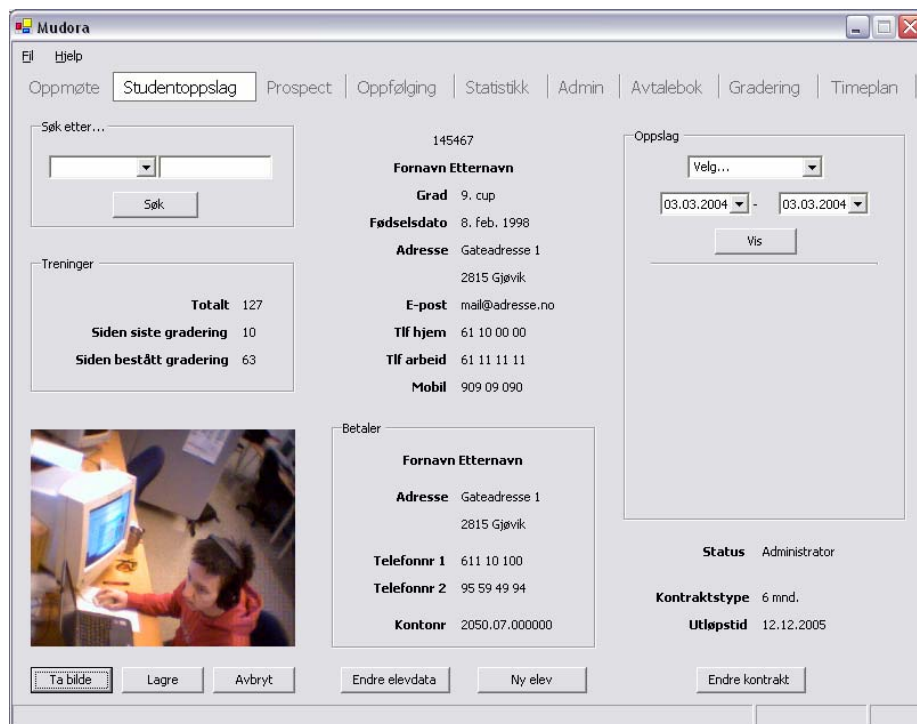 Mudora
Fil Hjelp
Oppmøte Studentoppslag Prospect Oppfølging Statistikk Admin Avtalebok Gradering Timeplan
Søk etter...
Søk
Treninger
Totalt 127
Siden siste gradering 10
Siden bestått gradering 63
145467
Fornavn Etternavn
Grad 9. cup
Fødselsdato 8. feb. 1998
Adresse Gateadresse 1
2815 Gjøvik
E-post mail@adresse.no
Tlf hjem 61 10 00 00
Tlf arbeid 61 11 11 11
Mobil 909 09 090
Betaler
Fornavn Etternavn
Adresse Gateadresse 1
2815 Gjøvik
Telefonnr 1 611 10 100
Telefonnr 2 95 59 49 94
Kontonr 2050.07.000000
Oppslag
Velg...
03.03.2004 - 03.03.2004
Vis
Status Administrator
Kontraktstype 6 mnd.
Utløpstid 12.12.2005
Ta bilde Lagre Avbryt Endre elevdata Ny elev Endre kontrakt